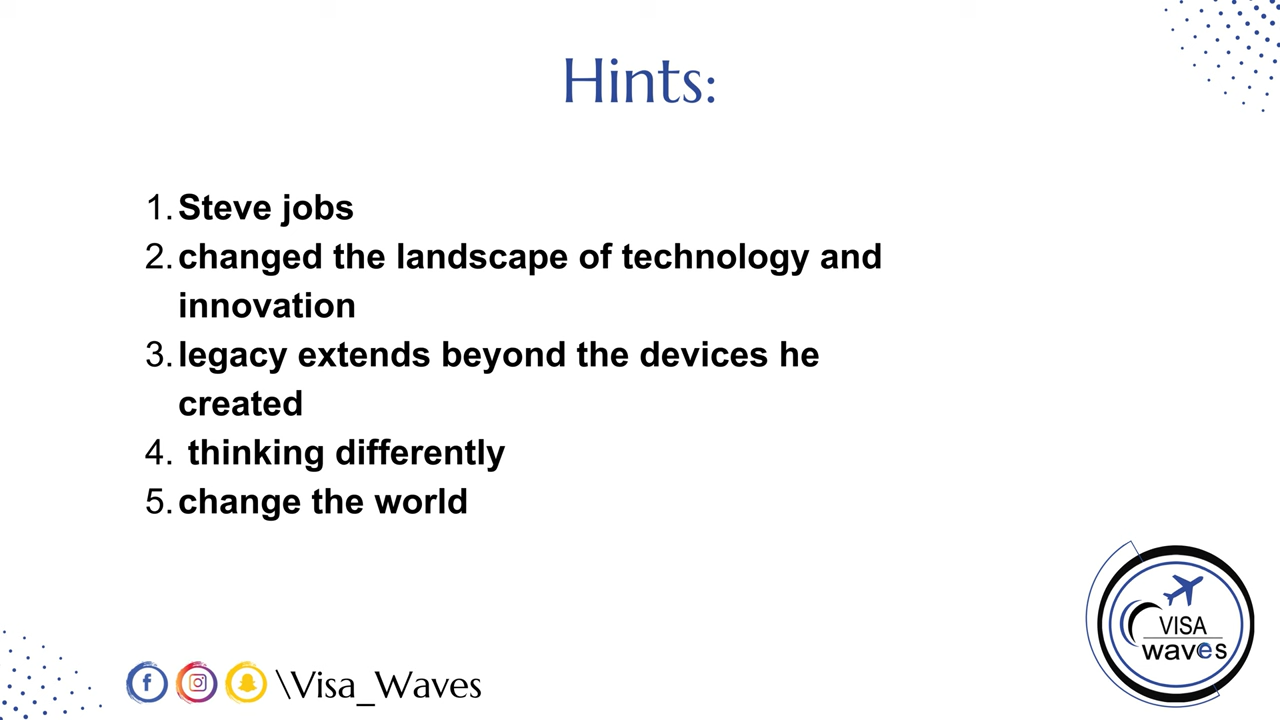 Hints:
1. Steve jobs
2. changed the landscape of technology and
innovation
3. legacy extends beyond the devices he
created
4. thinking differently
5. change the world
VISA
waves
\Visa_Waves